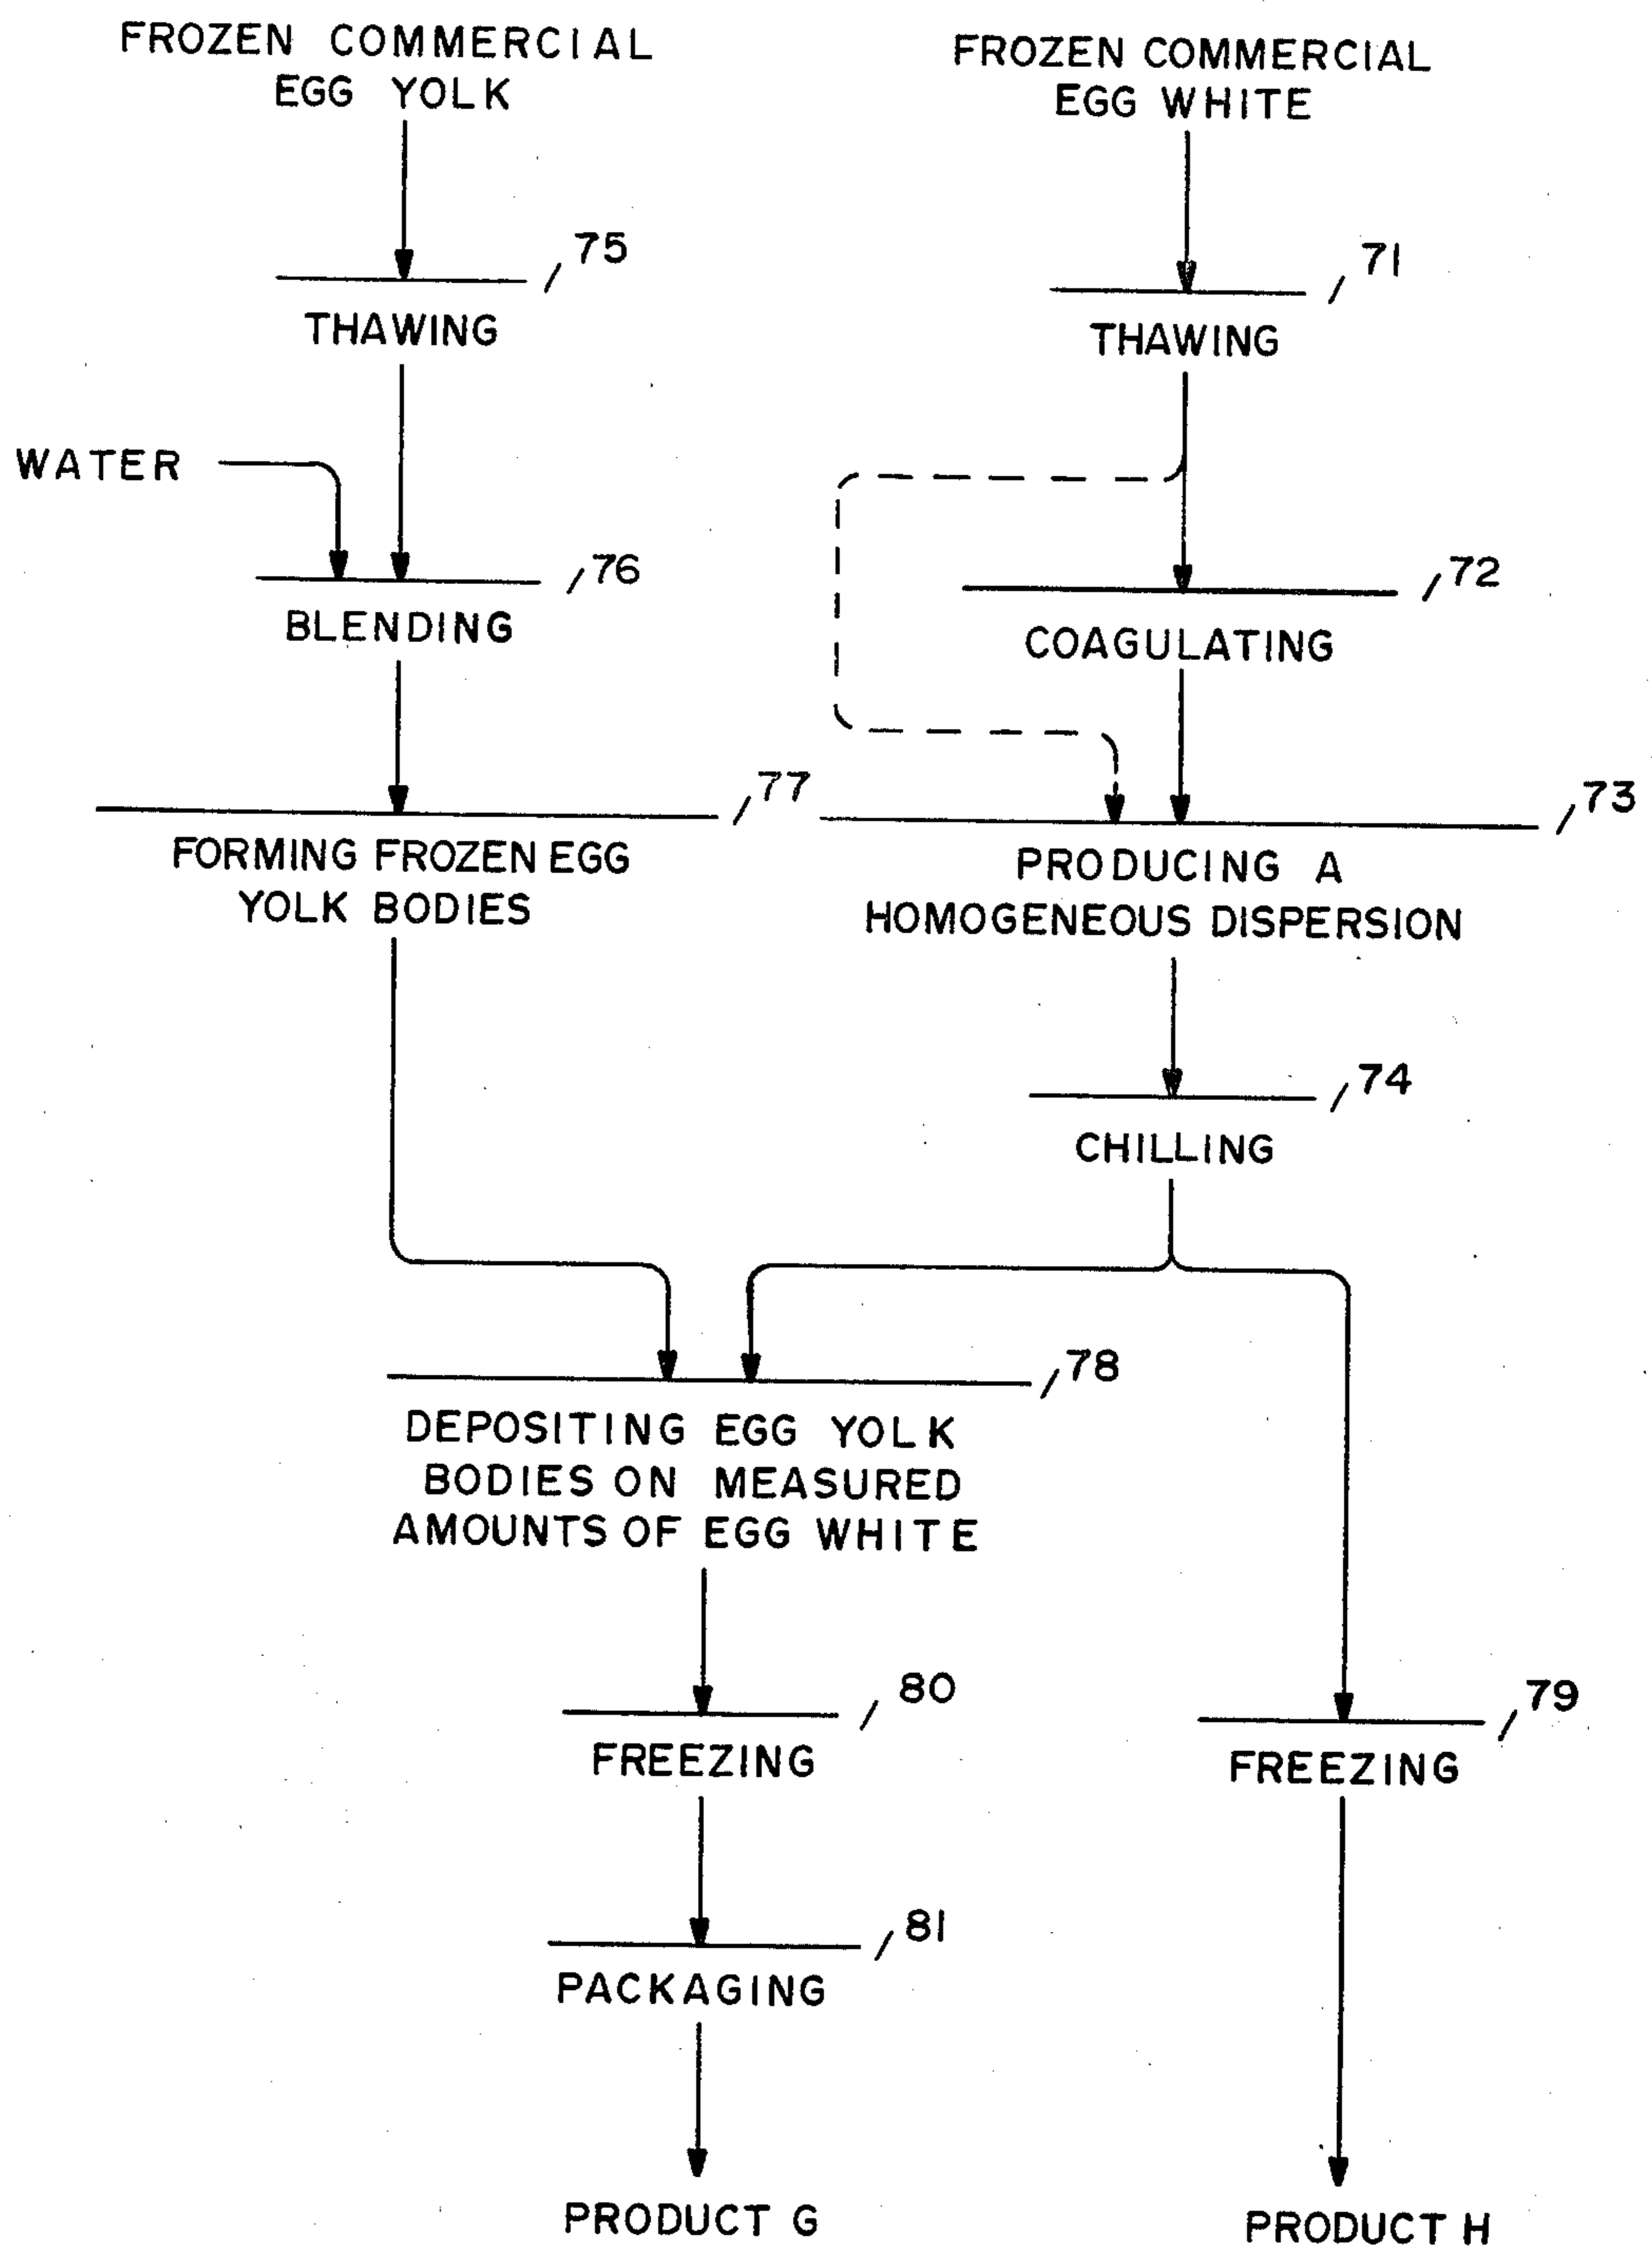 FROZEN COMMERCIAL
EGG YOLK
FROZEN COMMERCIAL
EGG WHITE
75
THAWING
71
THAWING
WATER
76
BLENDING
72
COAGULATING
77
FORMING FROZEN EGG
YOLK BODIES
73
PRODUCING A
HOMOGENEOUS DISPERSION
74
CHILLING
78
DEPOSITING EGG YOLK
BODIES ON MEASURED
AMOUNTS OF EGG WHITE
80
FREEZING
79
FREEZING
81
PACKAGING
PRODUCT G
PRODUCT H